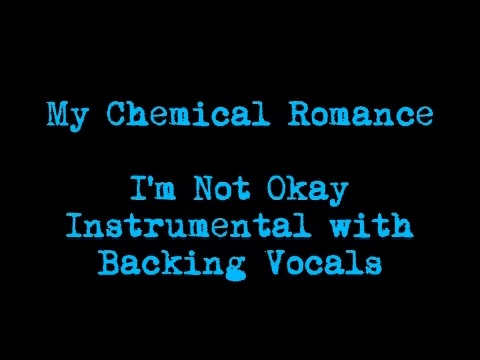 My Chemical Romance
I'm Not Okay
Instrumental with
Backing Vocals